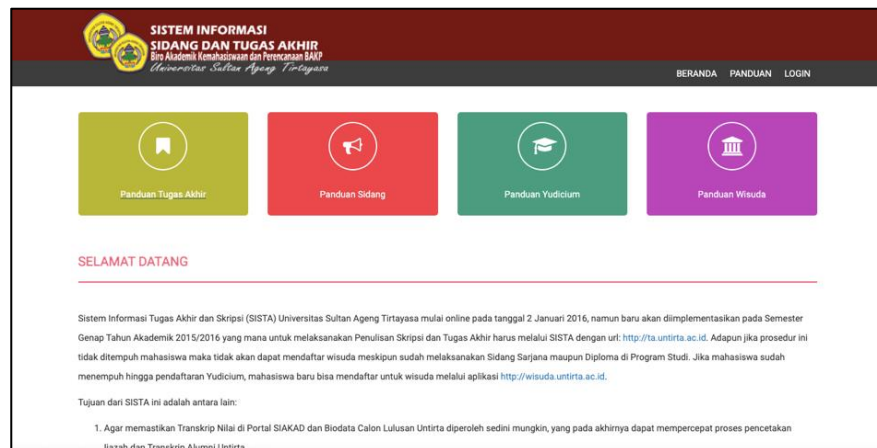 SISTEM INFORMASI
SIDANG DAN TUGAS AKHIR
Biro Akademik Kemahasiswaan dan Perencanaan BAKP
Universitas Sultan Ageng Tirtayasa
BERANDA PANDUAN LOGIN
Panduan Tugas Akhir
Panduan Sidang
Panduan Yudicium
Panduan Wisuda
SELAMAT DATANG
Sistem Informasi Tugas Akhir dan Skripsi (SISTA) Universitas Sultan Ageng Tirtayasa mulai online pada tanggal 2 Januari 2016, namun baru akan diimplementasikan pada Semester
Genap Tahun Akademik 2015/2016 yang mana untuk melaksanakan Penulisan Skripsi dan Tugas Akhir harus melalui SISTA dengan url: http://ta.untirta.ac.id. Adapun jika prosedur ini
tidak ditempuh mahasiswa maka tidak akan dapat mendaftar wisuda meskipun sudah melaksanakan Sidang Sarjana maupun Diploma di Program Studi. Jika mahasiswa sudah
menempuh hingga pendaftaran Yudicium, mahasiswa baru bisa mendaftar untuk wisuda melalui aplikasi http://wisuda.untirta.ac.id.
Tujuan dari SISTA ini adalah antara lain:
1. Agar memastikan Transkrip Nilai di Portal SIAKAD dan Biodata Calon Lulusan Untirta diperoleh sedini mungkin, yang pada akhirnya dapat mempercepat proses pencetakan
Ijazah dan Transkrip Alumni Untirta